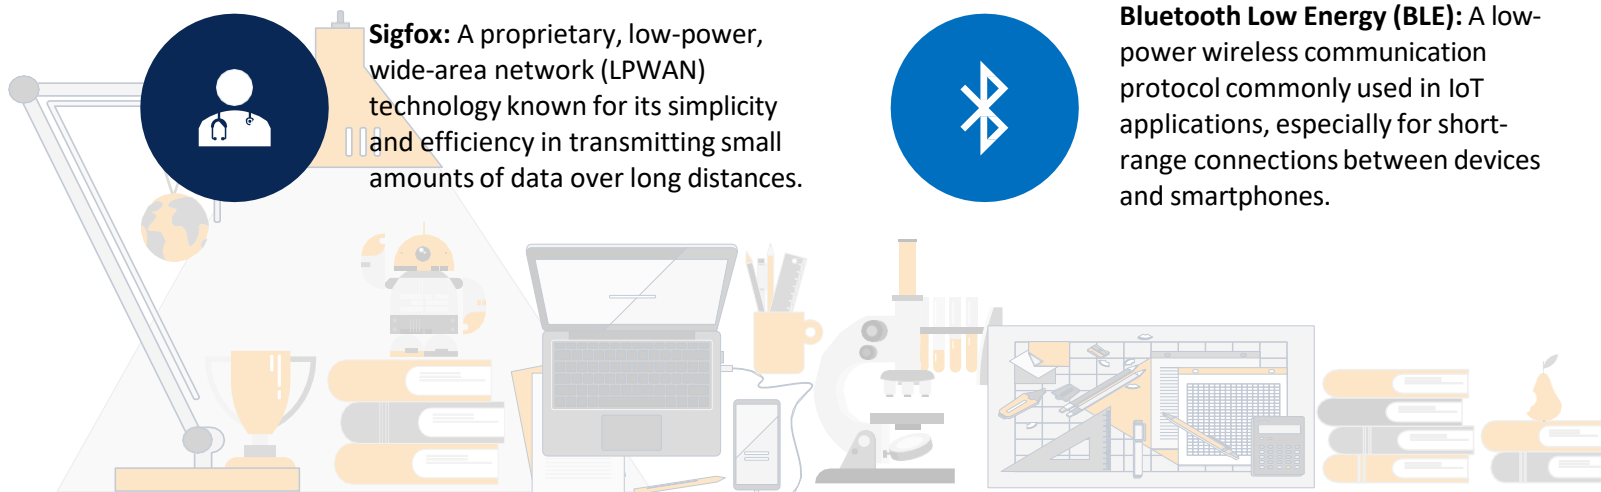 Sigfox: A proprietary, low-power,
wide-area network (LPWAN)
technology known for its simplicity
and efficiency in transmitting small
amounts of data over long distances.
Bluetooth Low Energy (BLE): A low-
power wireless communication
protocol commonly used in IoT
applications, especially for short-
range connections between devices
and smartphones.